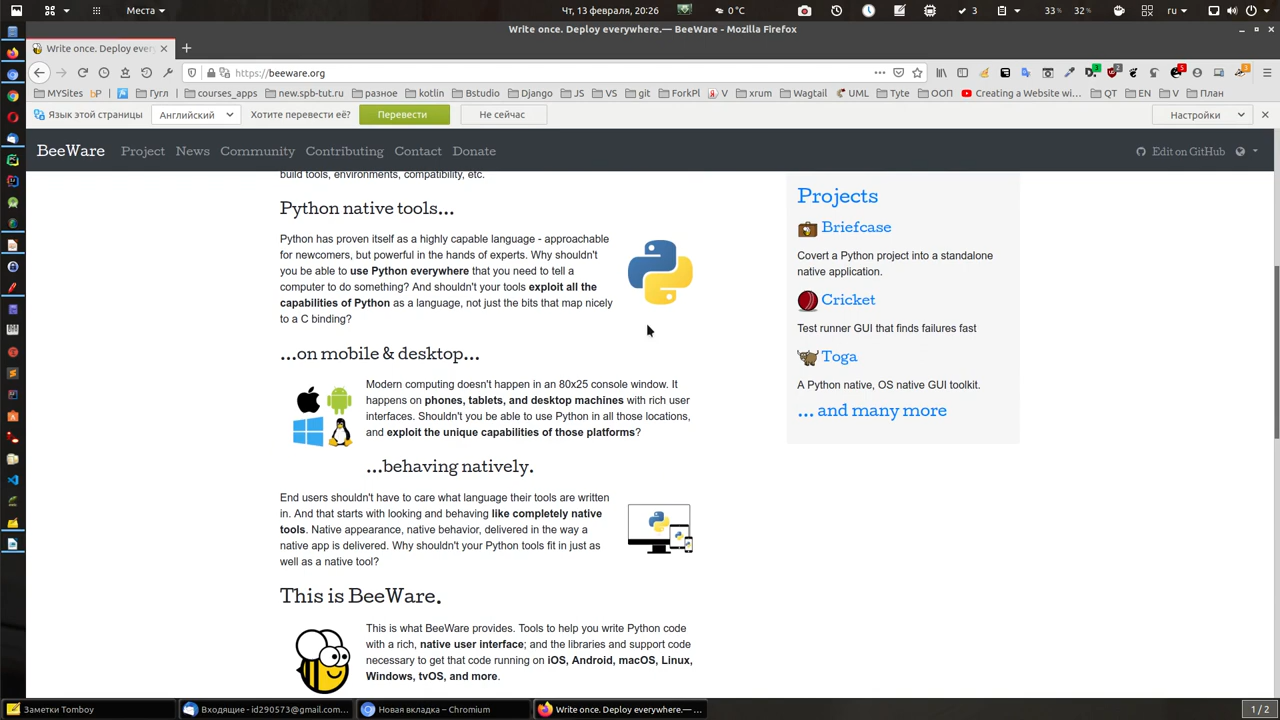 Места
Чт, 13 февраля, 20:26
0°C
3
33 %
32 %
ru
Write once. Deploy everywhere.— BeeWare - Mozilla Firefox
Write once. Deploy every
https://beeware.org
MYSites
Гугл
courses_apps
new.spb-tut.ru
разное
kotlin
Bstudio
Django
JS
VS
git
ForkPl
V
xrum
Wagtail
UML
Tyte
ООП
Creating a Website wi...
QT
EN
V
План
Язык этой страницы
Английский
Хотите перевести её?
Перевести
Не сейчас
Настройки
BeeWare
Project
News
Community
Contributing
Contact
Donate
Edit on GitHub
build tools, environments, compatibility, etc.
Python native tools...
Python has proven itself as a highly capable language - approachable
for newcomers, but powerful in the hands of experts. Why shouldn't
you be able to use Python everywhere that you need to tell a
computer to do something? And shouldn't your tools exploit all the
capabilities of Python as a language, not just the bits that map nicely
to a C binding?
...on mobile & desktop...
Modern computing doesn't happen in an 80x25 console window. It
happens on phones, tablets, and desktop machines with rich user
interfaces. Shouldn't you be able to use Python in all those locations,
and exploit the unique capabilities of those platforms?
...behaving natively.
End users shouldn't have to care what language their tools are written
in. And that starts with looking and behaving like completely native
tools. Native appearance, native behavior, delivered in the way a
native app is delivered. Why shouldn't your Python tools fit in just as
well as a native tool?
This is BeeWare.
This is what BeeWare provides. Tools to help you write Python code
with a rich, native user interface; and the libraries and support code
necessary to get that code running on iOS, Android, macOS, Linux,
Windows, tvOS, and more.
Projects
Briefcase
Covert a Python project into a standalone
native application.
Cricket
Test runner GUI that finds failures fast
Toga
A Python native, OS native GUI toolkit.
... and many more
Заметки Tomboy
Входящие - id290573@gmail.com...
Новая вкладка – Chromium
Write once. Deploy everywhere.— ...
1 / 2